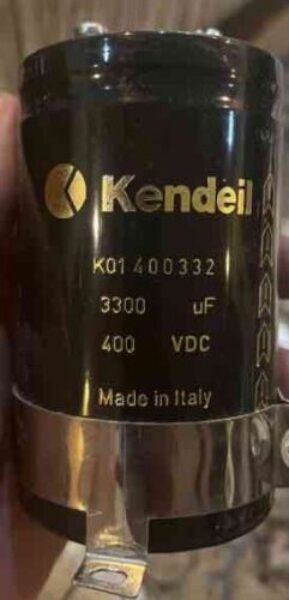 Kendeil
K01 400332
3300 uF
400 VDC
Made in Italy